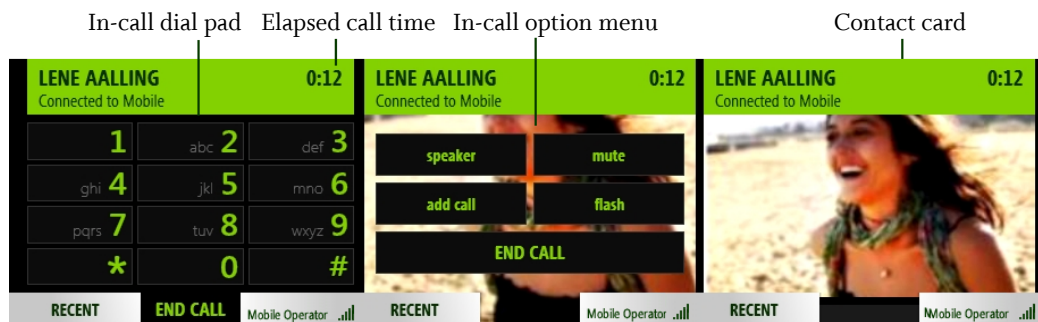 In-call dial pad Elapsed call time In-call option menu Contact card
LENE AALLING 0:12
Connected to Mobile
1 abc 2 def 3
ghi 4 jkl 5 mno 6
pqrs 7 tuv 8 wxyz 9
* 0 #
RECENT END CALL Mobile Operator
LENE AALLING 0:12
Connected to Mobile
speaker mute
add call flash
END CALL
RECENT Mobile Operator
LENE AALLING 0:12
Connected to Mobile
RECENT Mobile Operator